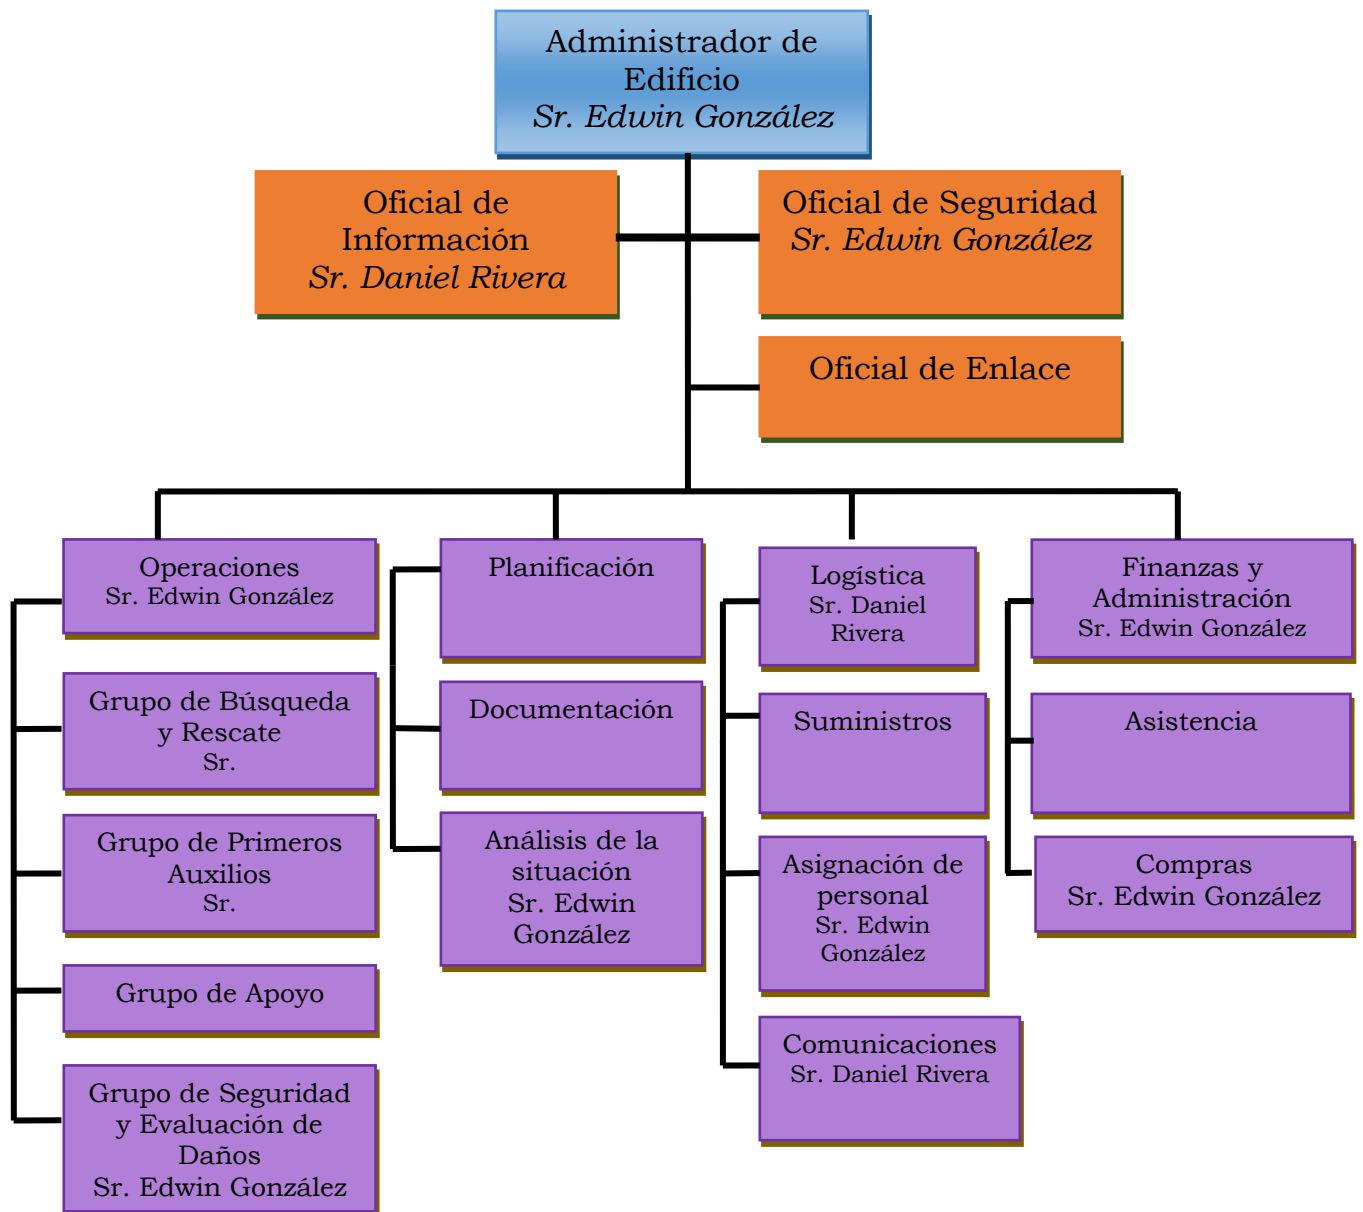 Administrador de
Edificio
Sr. Edwin González
Oficial de
Información
Sr. Daniel Rivera
Oficial de Seguridad
Sr. Edwin González
Oficial de Enlace
Operaciones
Sr. Edwin González
Grupo de Búsqueda
y Rescate
Sr.
Grupo de Primeros
Auxilios
Sr.
Grupo de Apoyo
Grupo de Seguridad
y Evaluación de
Daños
Sr. Edwin González
Planificación
Documentación
Análisis de la
situación
Sr. Edwin
González
Logística
Sr. Daniel
Rivera
Suministros
Asignación de
personal
Sr. Edwin
González
Comunicaciones
Sr. Daniel Rivera
Finanzas y
Administración
Sr. Edwin González
Asistencia
Compras
Sr. Edwin González